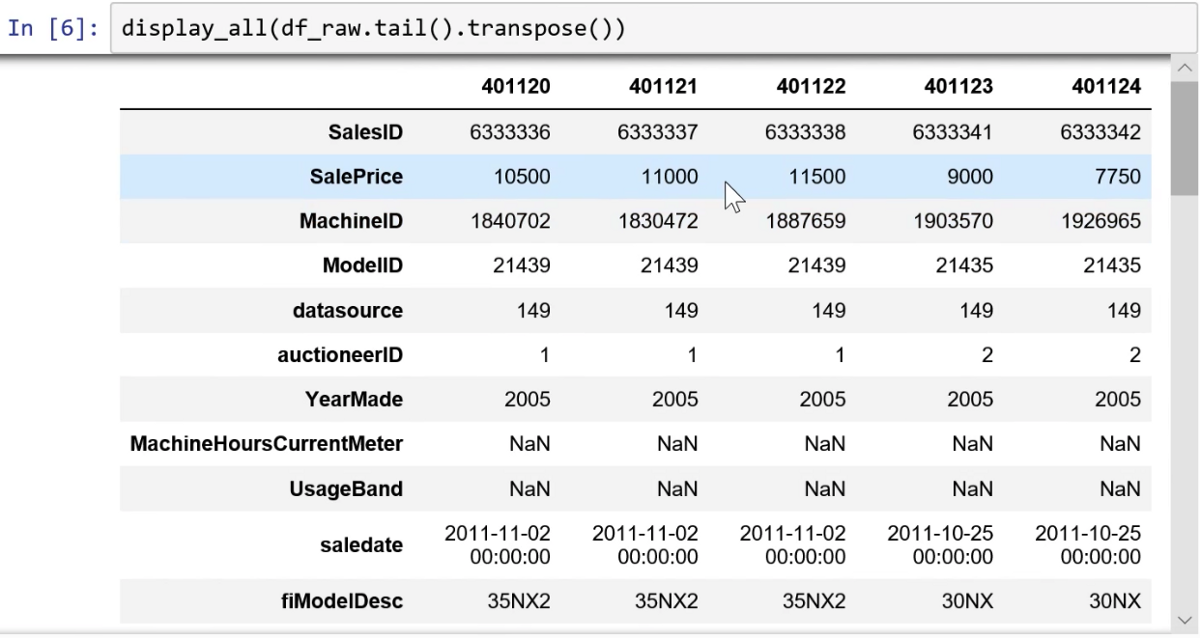 In [6]: display_all(df_raw.tail().transpose())
401120 401121 401122 401123 401124
SalesID 6333336 6333337 6333338 6333341 6333342
SalePrice 10500 11000 11500 9000 7750
MachineID 1840702 1830472 1887659 1903570 1926965
ModelID 21439 21439 21439 21435 21435
datasource 149 149 149 149 149
auctioneerID 1 1 1 2 2
YearMade 2005 2005 2005 2005 2005
MachineHoursCurrentMeter NaN NaN NaN NaN NaN
UsageBand NaN NaN NaN NaN NaN
saledate 2011-11-02 2011-11-02 2011-11-02 2011-10-25 2011-10-25
00:00:00 00:00:00 00:00:00 00:00:00 00:00:00
fiModelDesc 35NX2 35NX2 35NX2 30NX 30NX